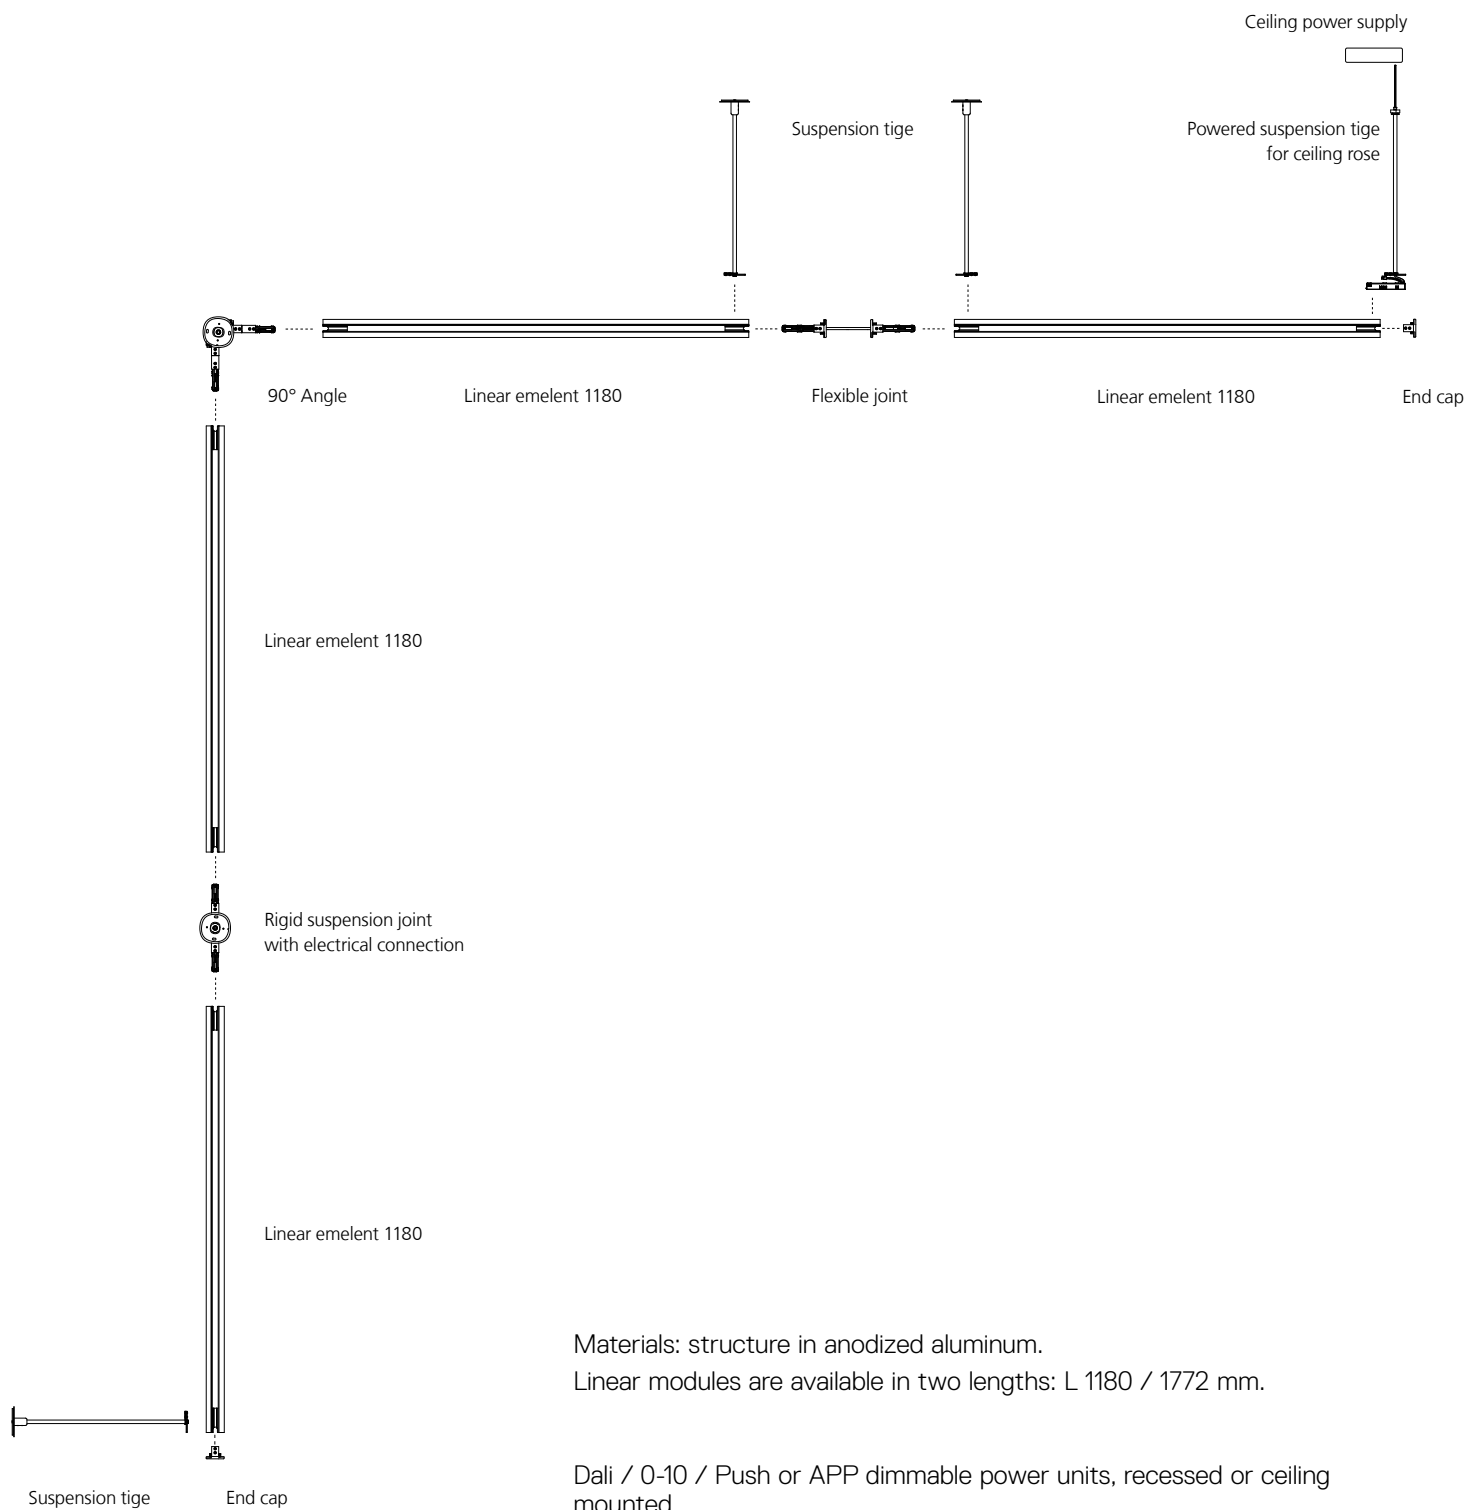 Ceiling power supply
Suspension tige
Powered suspension tige
for ceiling rose
90° Angle
Linear emelent 1180
Flexible joint
Linear emelent 1180
End cap
Linear emelent 1180
Rigid suspension joint
with electrical connection
Linear emelent 1180
Materials: structure in anodized aluminum.
Linear modules are available in two lengths: L 1180 / 1772 mm.
Dali / 0-10 / Push or APP dimmable power units, recessed or ceiling
mounted
Suspension tige
End cap